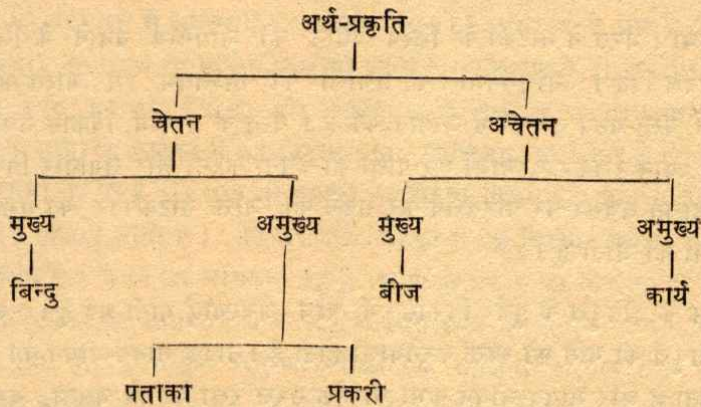 अर्थ-प्रकृति
चेतन अचेतन
मुख्य अमुख्य मुख्य अमुख्य
बिन्दु बीज कार्य
पताका प्रकरी